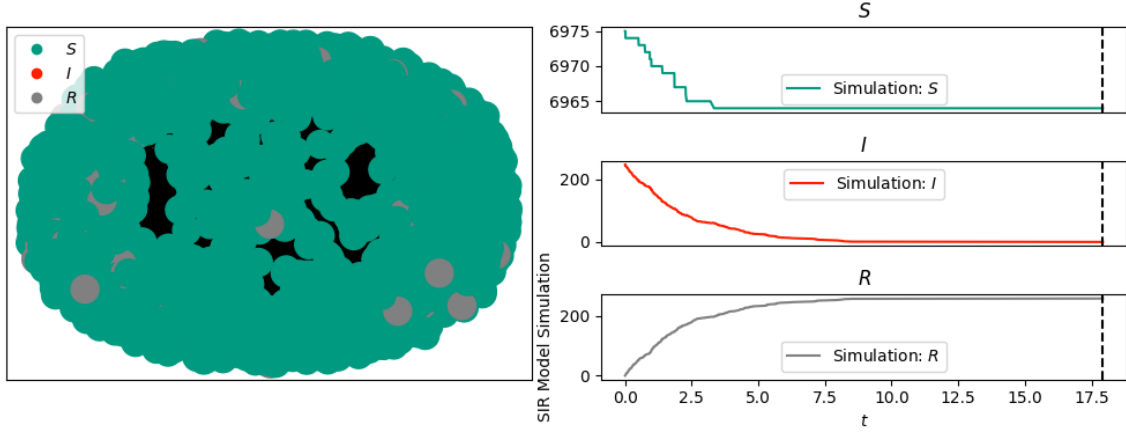 S
I
R
S
6975
6970
6965
Simulation: S
I
200
0
Simulation: I
SIR Model Simulation
R
200
0
Simulation: R
0.0 2.5 5.0 7.5 10.0 12.5 15.0 17.5
t